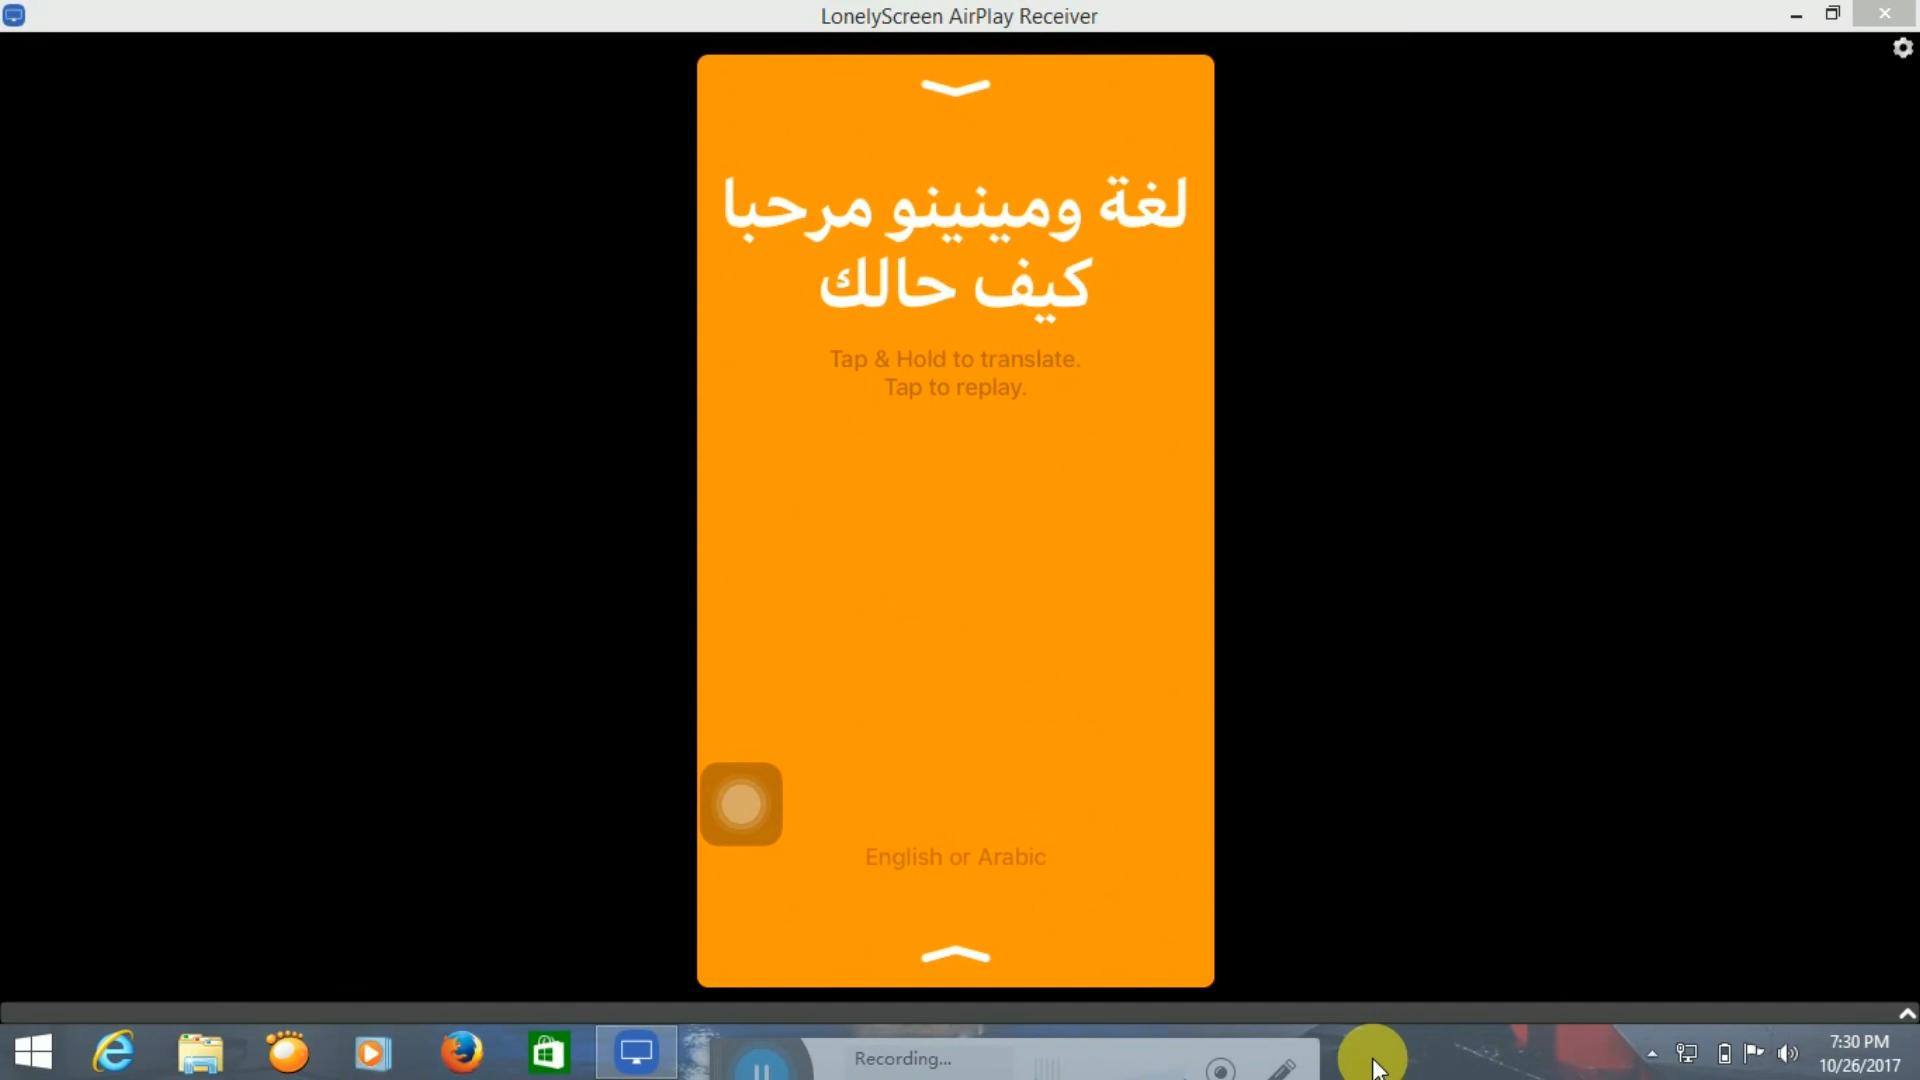 LonelyScreen AirPlay Receiver
لغة ومينينو مرحبا
كيف حالك
Tap & Hold to translate.
Tap to replay.
English or Arabic
Recording...
7:30 PM
10/26/2017